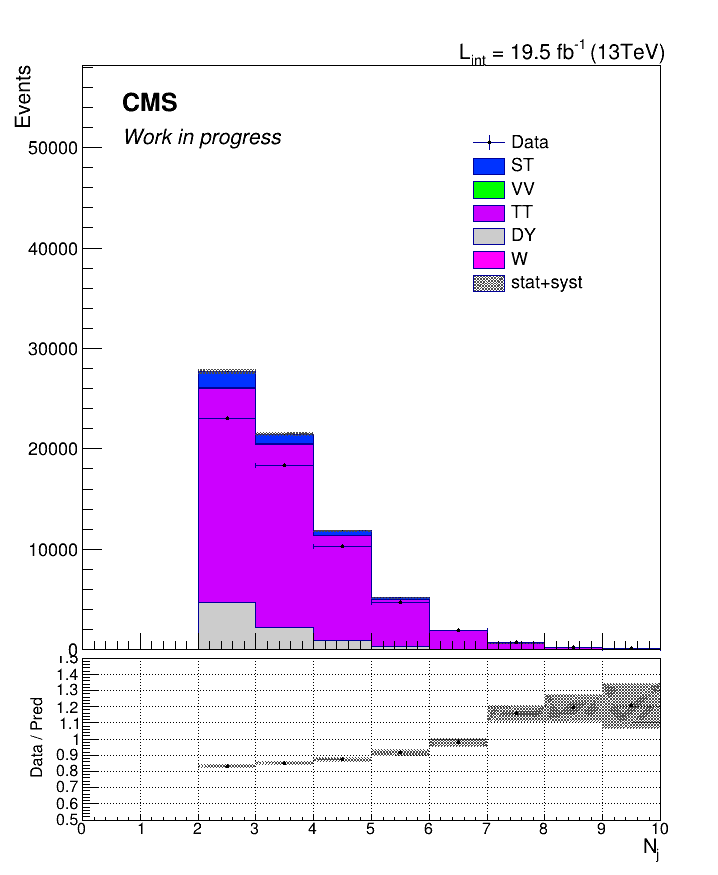 L_int = 19.5 fb^-1 (13TeV)
Events
CMS
Work in progress
50000
40000
30000
20000
10000
0
Data
ST
VV
TT
DY
W
stat+syst
Data / Pred
1.5
1.4
1.3
1.2
1.1
1
0.9
0.8
0.7
0.6
0.5
0 1 2 3 4 5 6 7 8 9 10
N_j